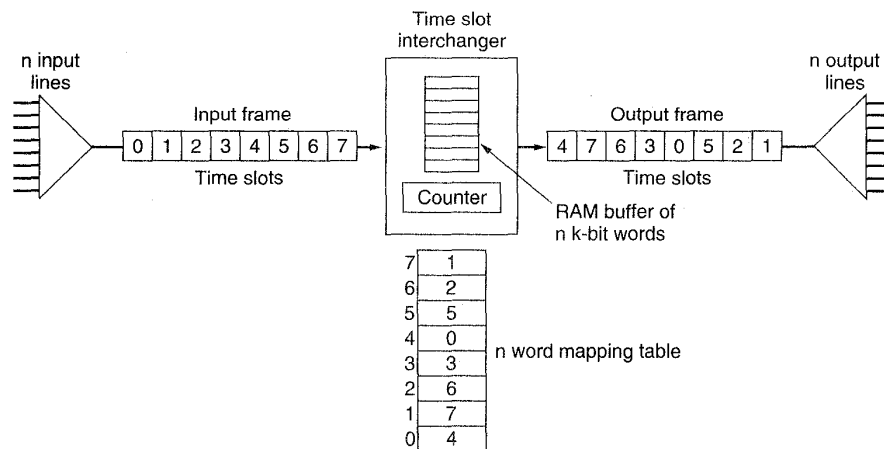 Time slot
interchanger
n input
lines
n output
lines
Input frame
Output frame
0 1 2 3 4 5 6 7
4 7 6 3 0 5 2 1
Time slots
Time slots
Counter
RAM buffer of
n k-bit words
7 1
6 2
5 5
4 0
3 3
2 6
1 7
0 4
n word mapping table